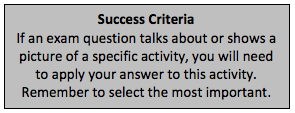 Success Criteria
If an exam question talks about or shows a
picture of a specific activity, you will need
to apply your answer to this activity.
Remember to select the most important.